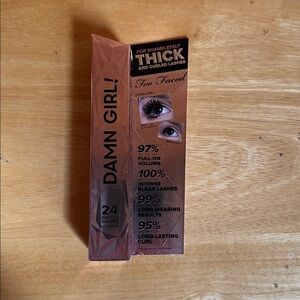 DAMN GIRL!
24
FOR SHAMELESSLY
THICK
AND CURLED LASHES
Too Faced
97%
FULL-ON
VOLUME
100%
INTENSE
BLACK LASHES
99%
LONG-WEARING
RESULTS
95%
LONG-LASTING
CURL